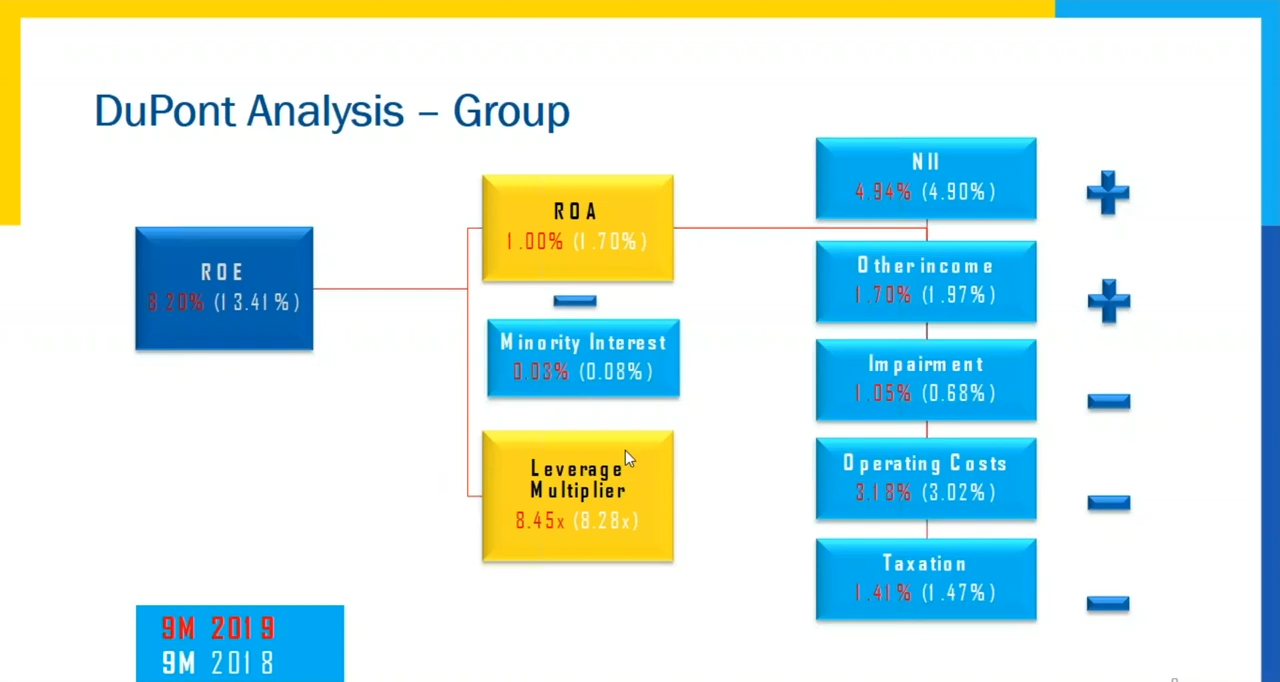 DuPont Analysis – Group
ROE
8.20% (13.41%)
ROA
1.00% (1.70%)
Minority Interest
0.03% (0.08%)
Leverage
Multiplier
8.45x (8.28x)
NII
4.94% (4.90%)
Other income
1.70% (1.97%)
Impairment
1.05% (0.68%)
Operating Costs
3.18% (3.02%)
Taxation
1.41% (1.47%)
9M 2019
9M 2018